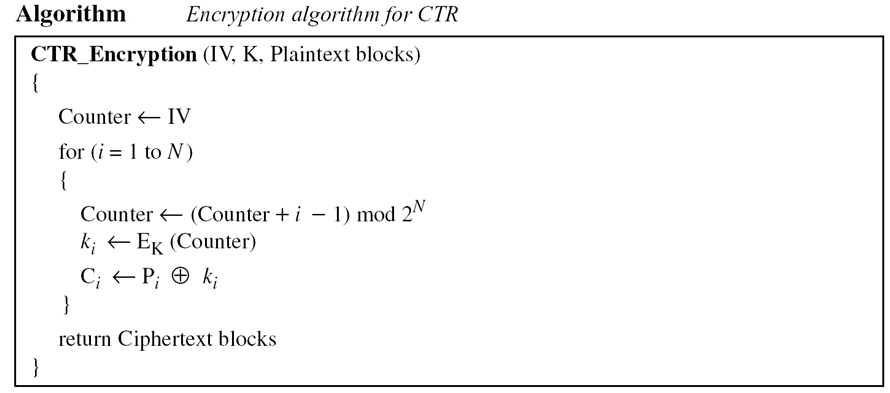 Algorithm Encryption algorithm for CTR
CTR_Encryption (IV, K, Plaintext blocks)
{
Counter ← IV
for (i = 1 to N)
{
Counter ← (Counter + i − 1) mod 2^N
k_i ← E_K (Counter)
C_i ← P_i ⊕ k_i
}
return Ciphertext blocks
}